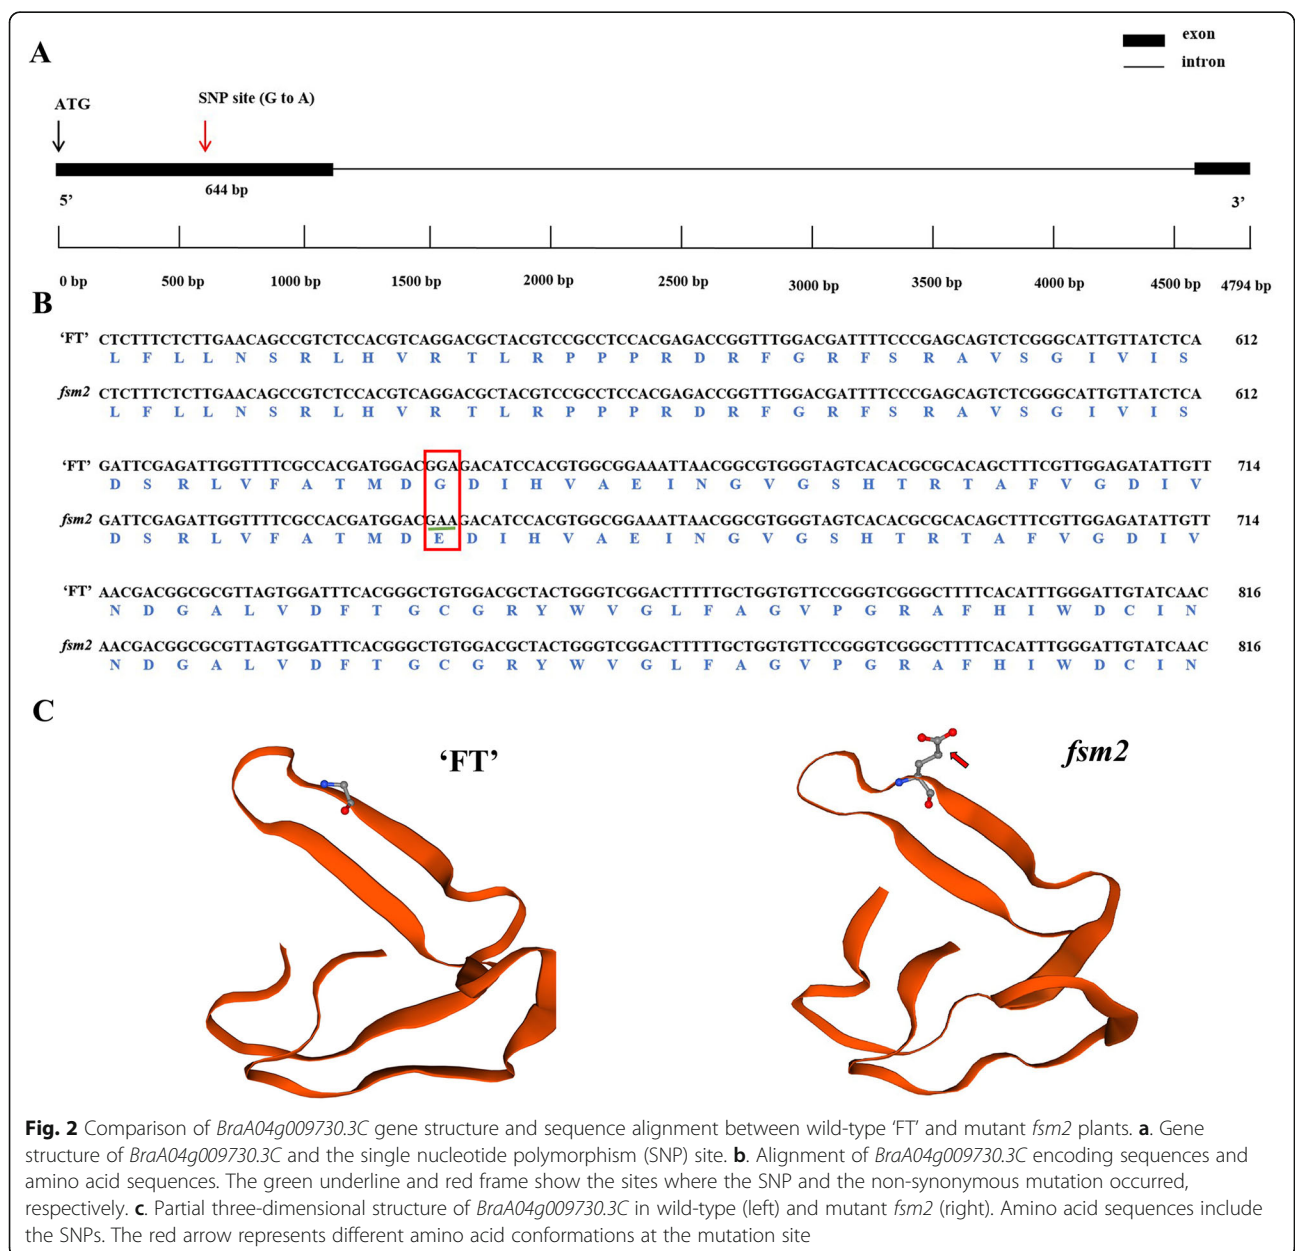 A
exon
intron
ATG
SNP site (G to A)
644 bp
5’
3’
0 bp 500 bp 1000 bp 1500 bp 2000 bp 2500 bp 3000 bp 3500 bp 4000 bp 4500 bp 4794 bp
B
‘FT’ CTCTTTCTCTTGAACAGCCGTCTCCACGTCAGGACGCTACGTCCGCCTCCACGAGACCGGTTTGGACGATTTTCCCGAGCAGTCTCGGGCATTGTTATCTCA 612
L F L L N S R L H V R T L R P P P R D R F G R F S R A V S G I V I S
fsm2 CTCTTTCTCTTGAACAGCCGTCTCCACGTCAGGACGCTACGTCCGCCTCCACGAGACCGGTTTGGACGATTTTCCCGAGCAGTCTCGGGCATTGTTATCTCA 612
L F L L N S R L H V R T L R P P P R D R F G R F S R A V S G I V I S
‘FT’ GATTCGAGATTGGTTTTCGCCACGATGGACGGAGACATCCACGTGGCGGAAATTAACGGCGTGGGTAGTCACACGCGCACAGCTTTCGTTGGAGATATTGTT 714
D S R L V F A T M D G D I H V A E I N G V G S H T R T A F V G D I V
fsm2 GATTCGAGATTGGTTTTCGCCACGATGGACGAAGACATCCACGTGGCGGAAATTAACGGCGTGGGTAGTCACACGCGCACAGCTTTCGTTGGAGATATTGTT 714
D S R L V F A T M D E D I H V A E I N G V G S H T R T A F V G D I V
‘FT’ AACGACGGCGCGTTAGTGGATTTCACGGGCTGTGGACGCTACTGGGTCGGACTTTTTGCTGGTGTTCCGGGTCGGGCTTTTCACATTTGGGATTGTATCAAC 816
N D G A L V D F T G C G R Y W V G L F A G V P G R A F H I W D C I N
fsm2 AACGACGGCGCGTTAGTGGATTTCACGGGCTGTGGACGCTACTGGGTCGGACTTTTTGCTGGTGTTCCGGGTCGGGCTTTTCACATTTGGGATTGTATCAAC 816
N D G A L V D F T G C G R Y W V G L F A G V P G R A F H I W D C I N
C
‘FT’
fsm2
Fig. 2 Comparison of BraA04g009730.3C gene structure and sequence alignment between wild-type ‘FT’ and mutant fsm2 plants. a. Gene
structure of BraA04g009730.3C and the single nucleotide polymorphism (SNP) site. b. Alignment of BraA04g009730.3C encoding sequences and
amino acid sequences. The green underline and red frame show the sites where the SNP and the non-synonymous mutation occurred,
respectively. c. Partial three-dimensional structure of BraA04g009730.3C in wild-type (left) and mutant fsm2 (right). Amino acid sequences include
the SNPs. The red arrow represents different amino acid conformations at the mutation site